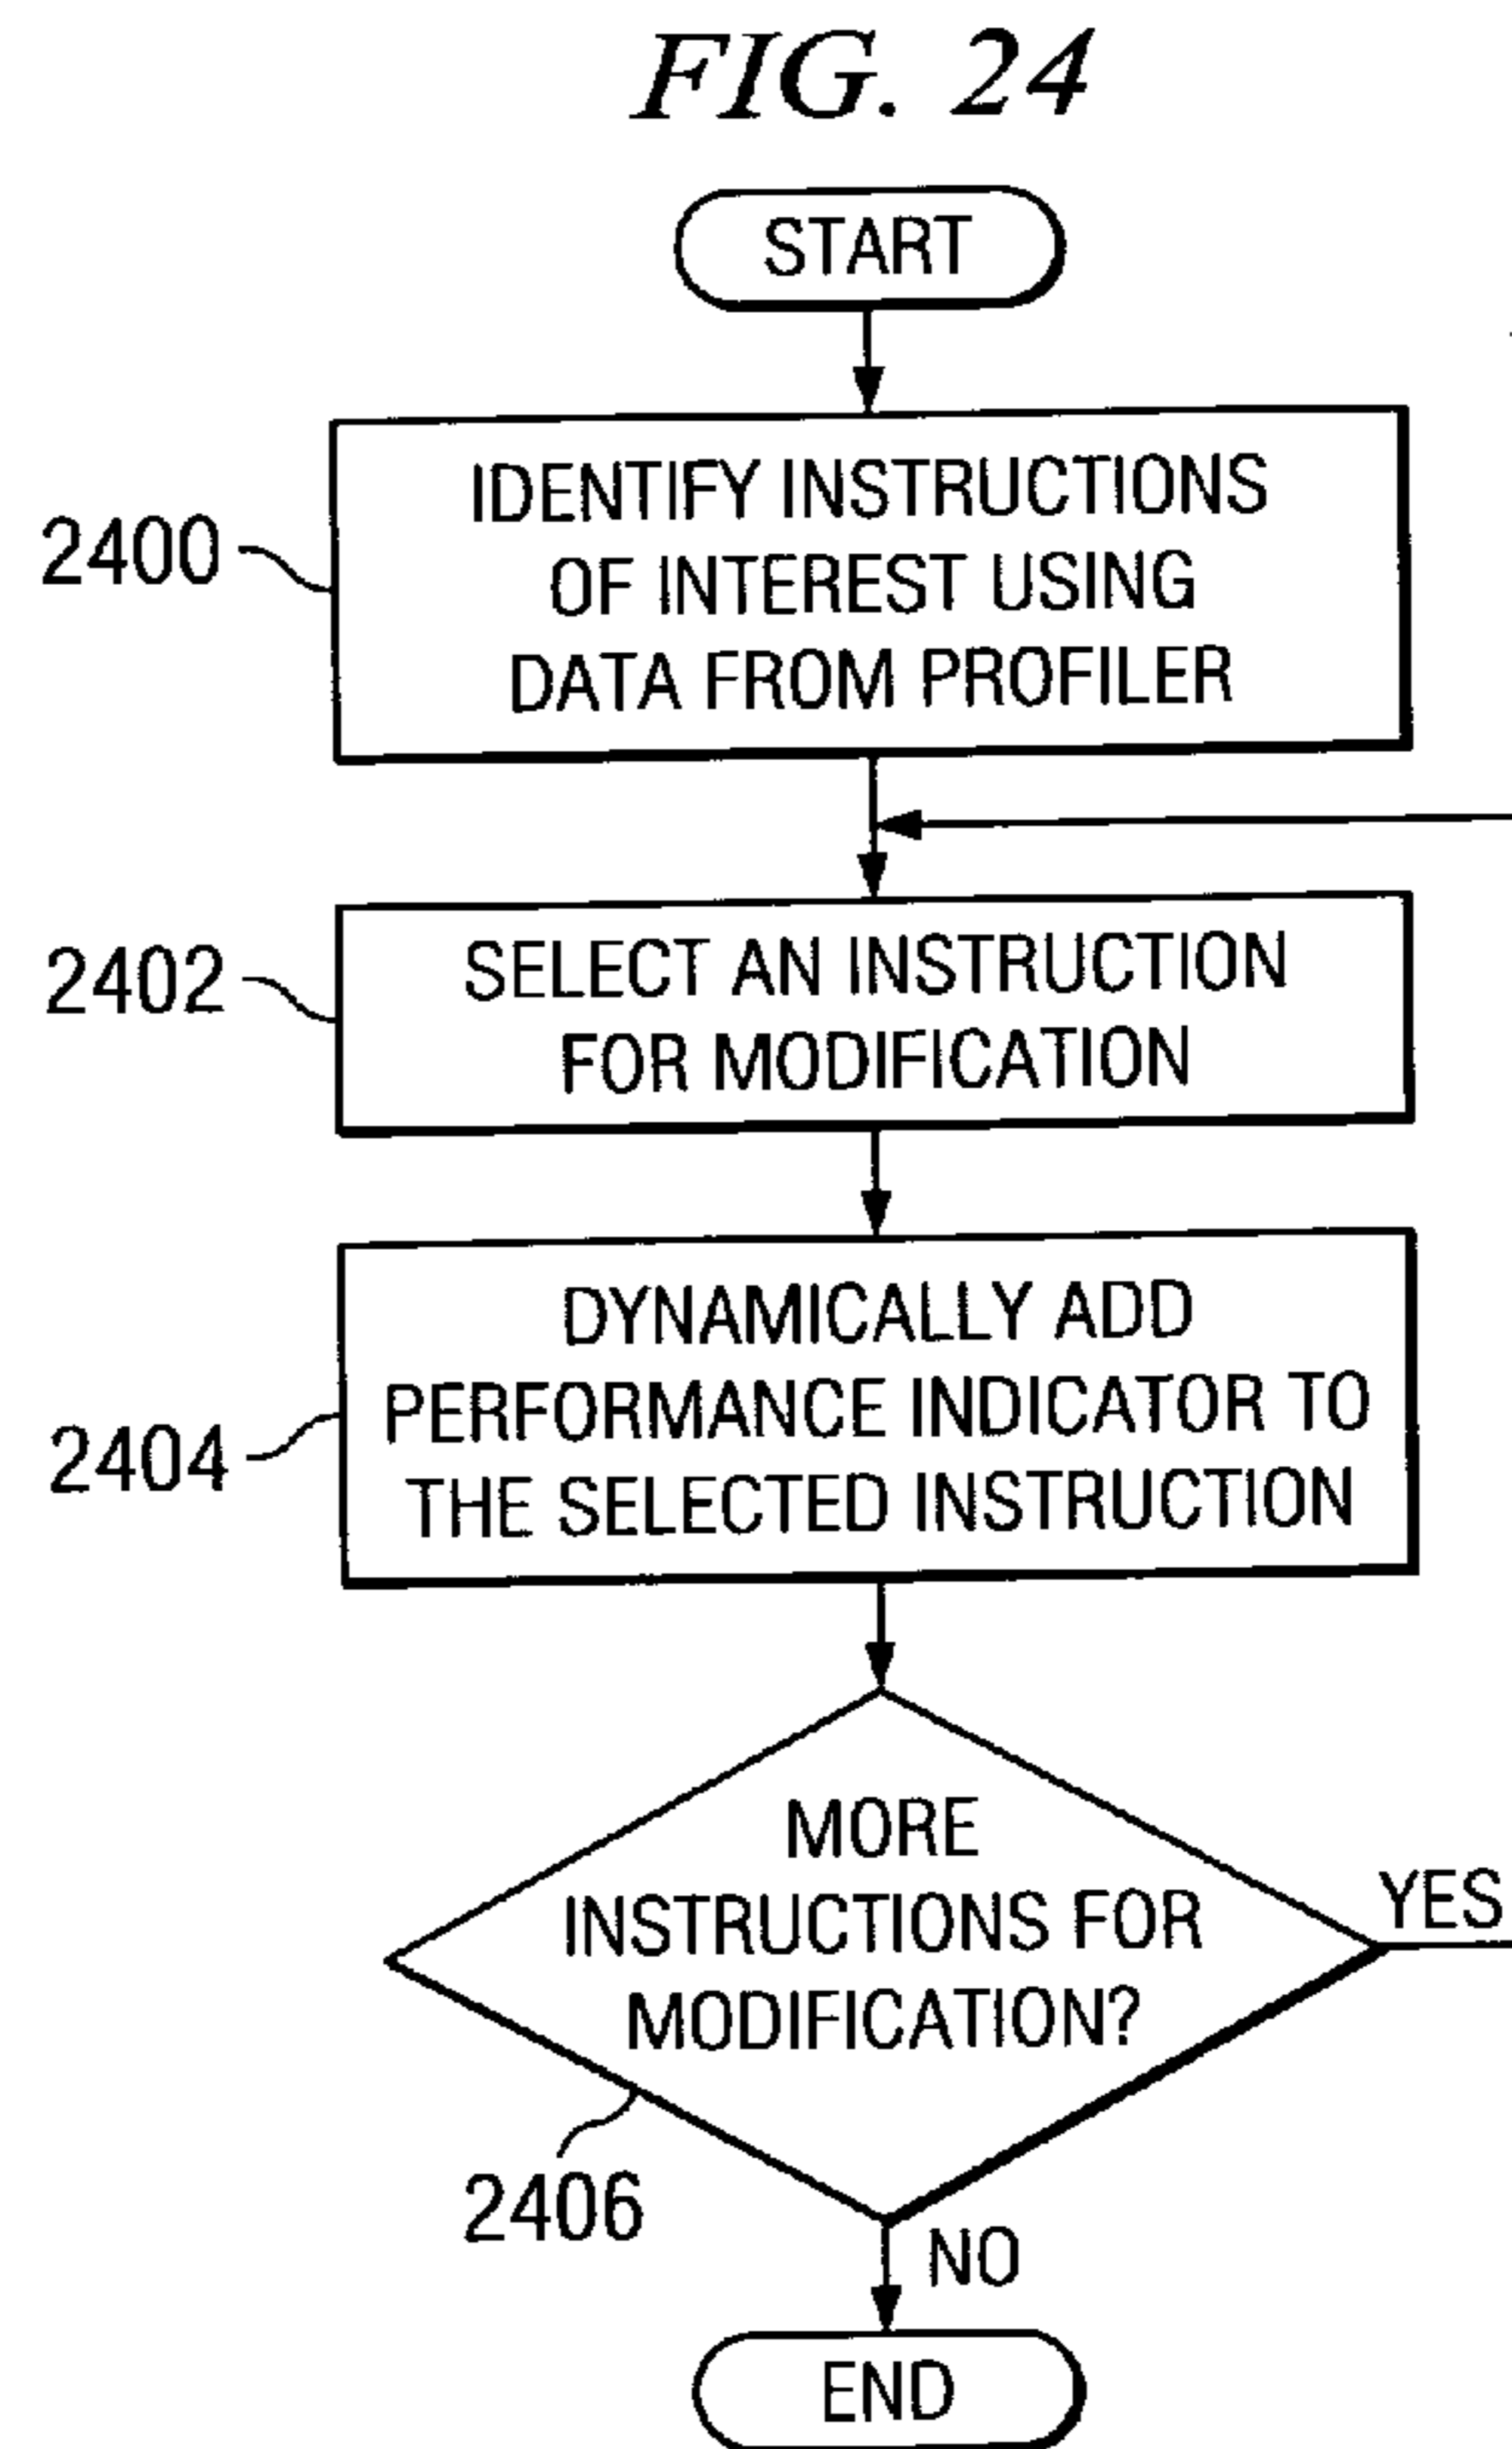 FIG. 24
START
2400
IDENTIFY INSTRUCTIONS
OF INTEREST USING
DATA FROM PROFILER
2402
SELECT AN INSTRUCTION
FOR MODIFICATION
2404
DYNAMICALLY ADD
PERFORMANCE INDICATOR TO
THE SELECTED INSTRUCTION
MORE
INSTRUCTIONS FOR
MODIFICATION?
YES
2406
NO
END